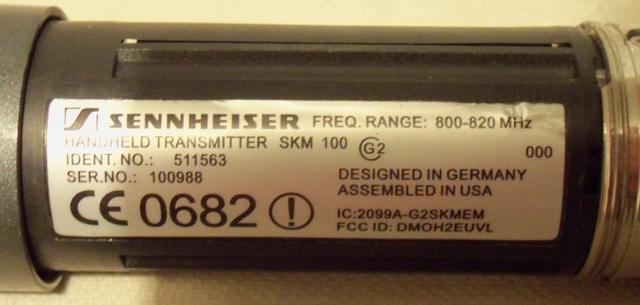 SENNHEISER FREQ. RANGE: 800-820 MHz
HANDHELD TRANSMITTER SKM 100 G2
000
IDENT. NO.: 511563
SER.NO.: 100988
DESIGNED IN GERMANY
ASSEMBLED IN USA
CE 0682 !
IC:2099A-G2SKMEM
FCC ID: DMOH2EUVL